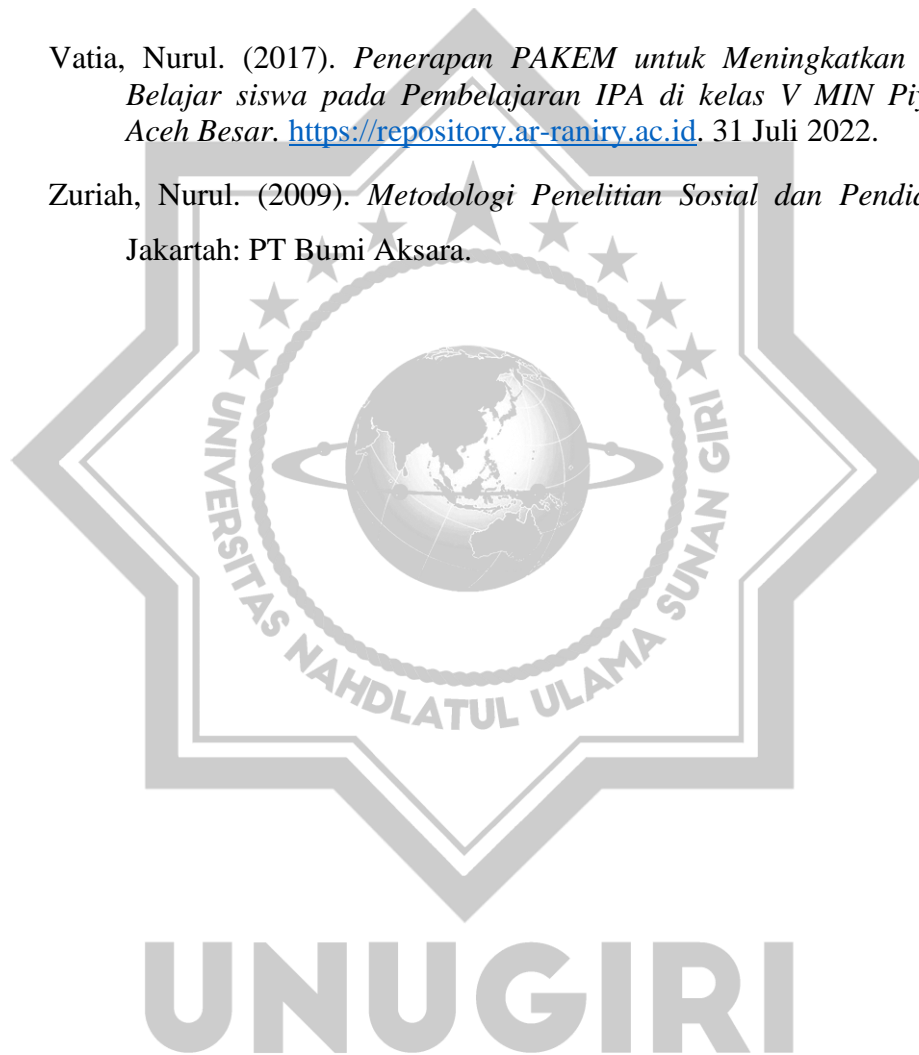 Vatia, Nurul. (2017). Penerapan PAKEM untuk Meningkatkan
Belajar siswa pada Pembelajaran IPA di kelas V MIN
Aceh Besar. https://repository.ar-raniry.ac.id. 31 Juli 2022.
Zuriah, Nurul. (2009). Metodologi Penelitian Sosial dan
Jakartah: PT Bumi Aksara.
UNIVERSITAS NAHDLATUL ULAMA SUNAN GIRI
UNUGIRI